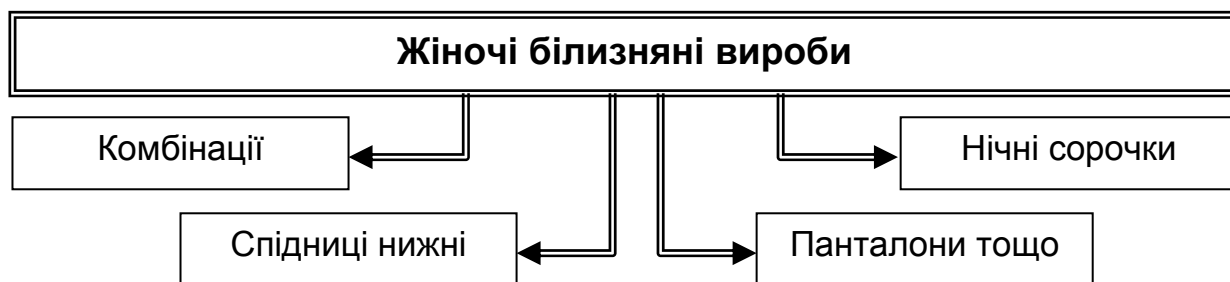 Жіночі білизняні вироби
Комбінації
Нічні сорочки
Спідниці нижні
Панталони тощо